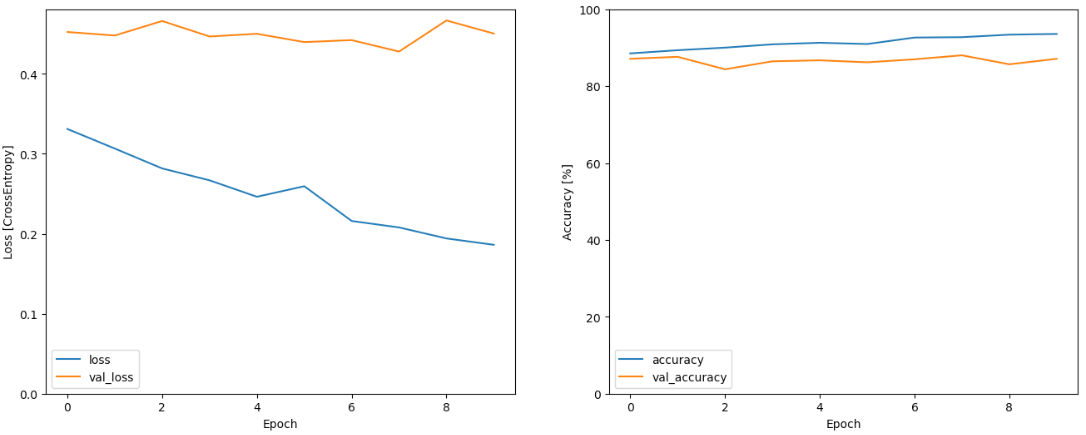 Loss [CrossEntropy]
0.4
0.3
0.2
0.1
0.0
loss
val_loss
0 2 4 6 8
Epoch
Accuracy [%]
100
80
60
40
20
0
accuracy
val_accuracy
0 2 4 6 8
Epoch